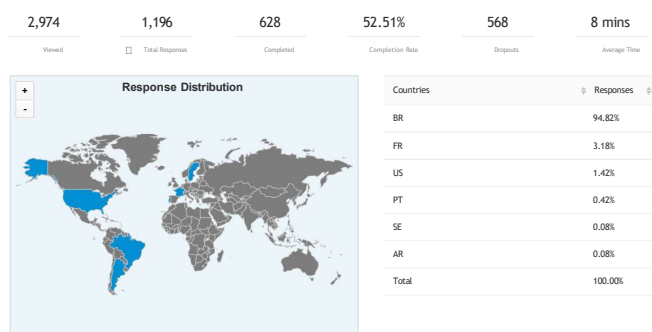 2,974 1,196 628 52.51% 568 8 mins
Viewed Total Responses Completed Completion Rate Dropouts Average Time
+
-
Response Distribution
Countries Responses
BR 94.82%
FR 3.18%
US 1.42%
PT 0.42%
SE 0.08%
AR 0.08%
Total 100.00%